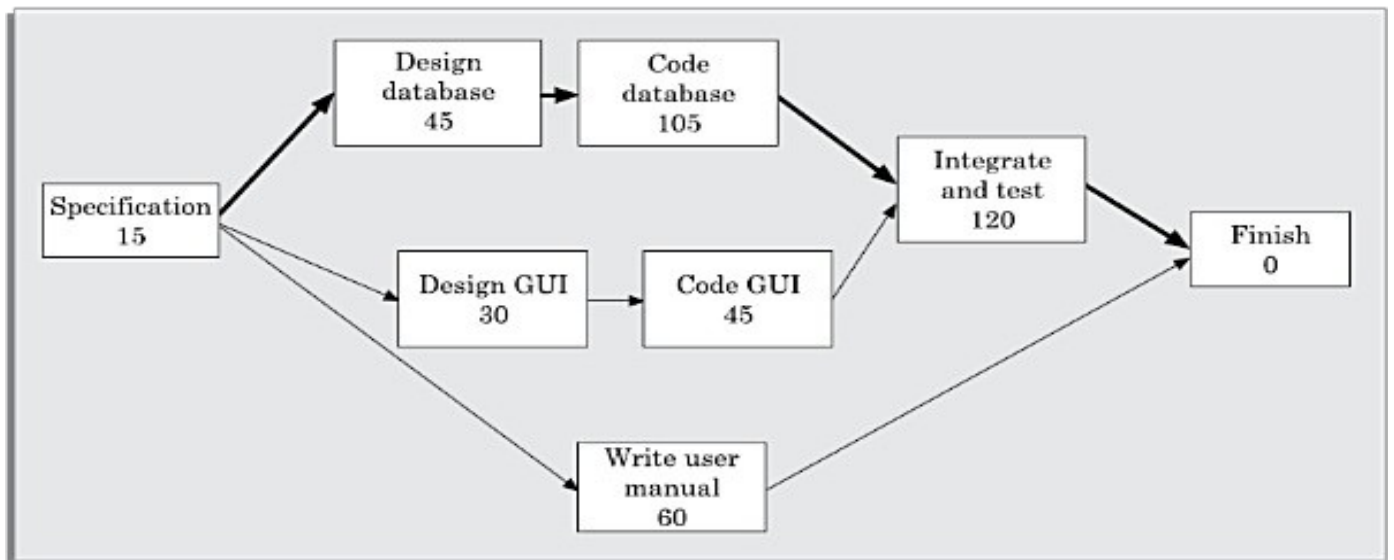 Design
database
45
Code
database
105
Specification
15
Integrate
and test
120
Finish
0
Design GUI
30
Code GUI
45
Write user
manual
60